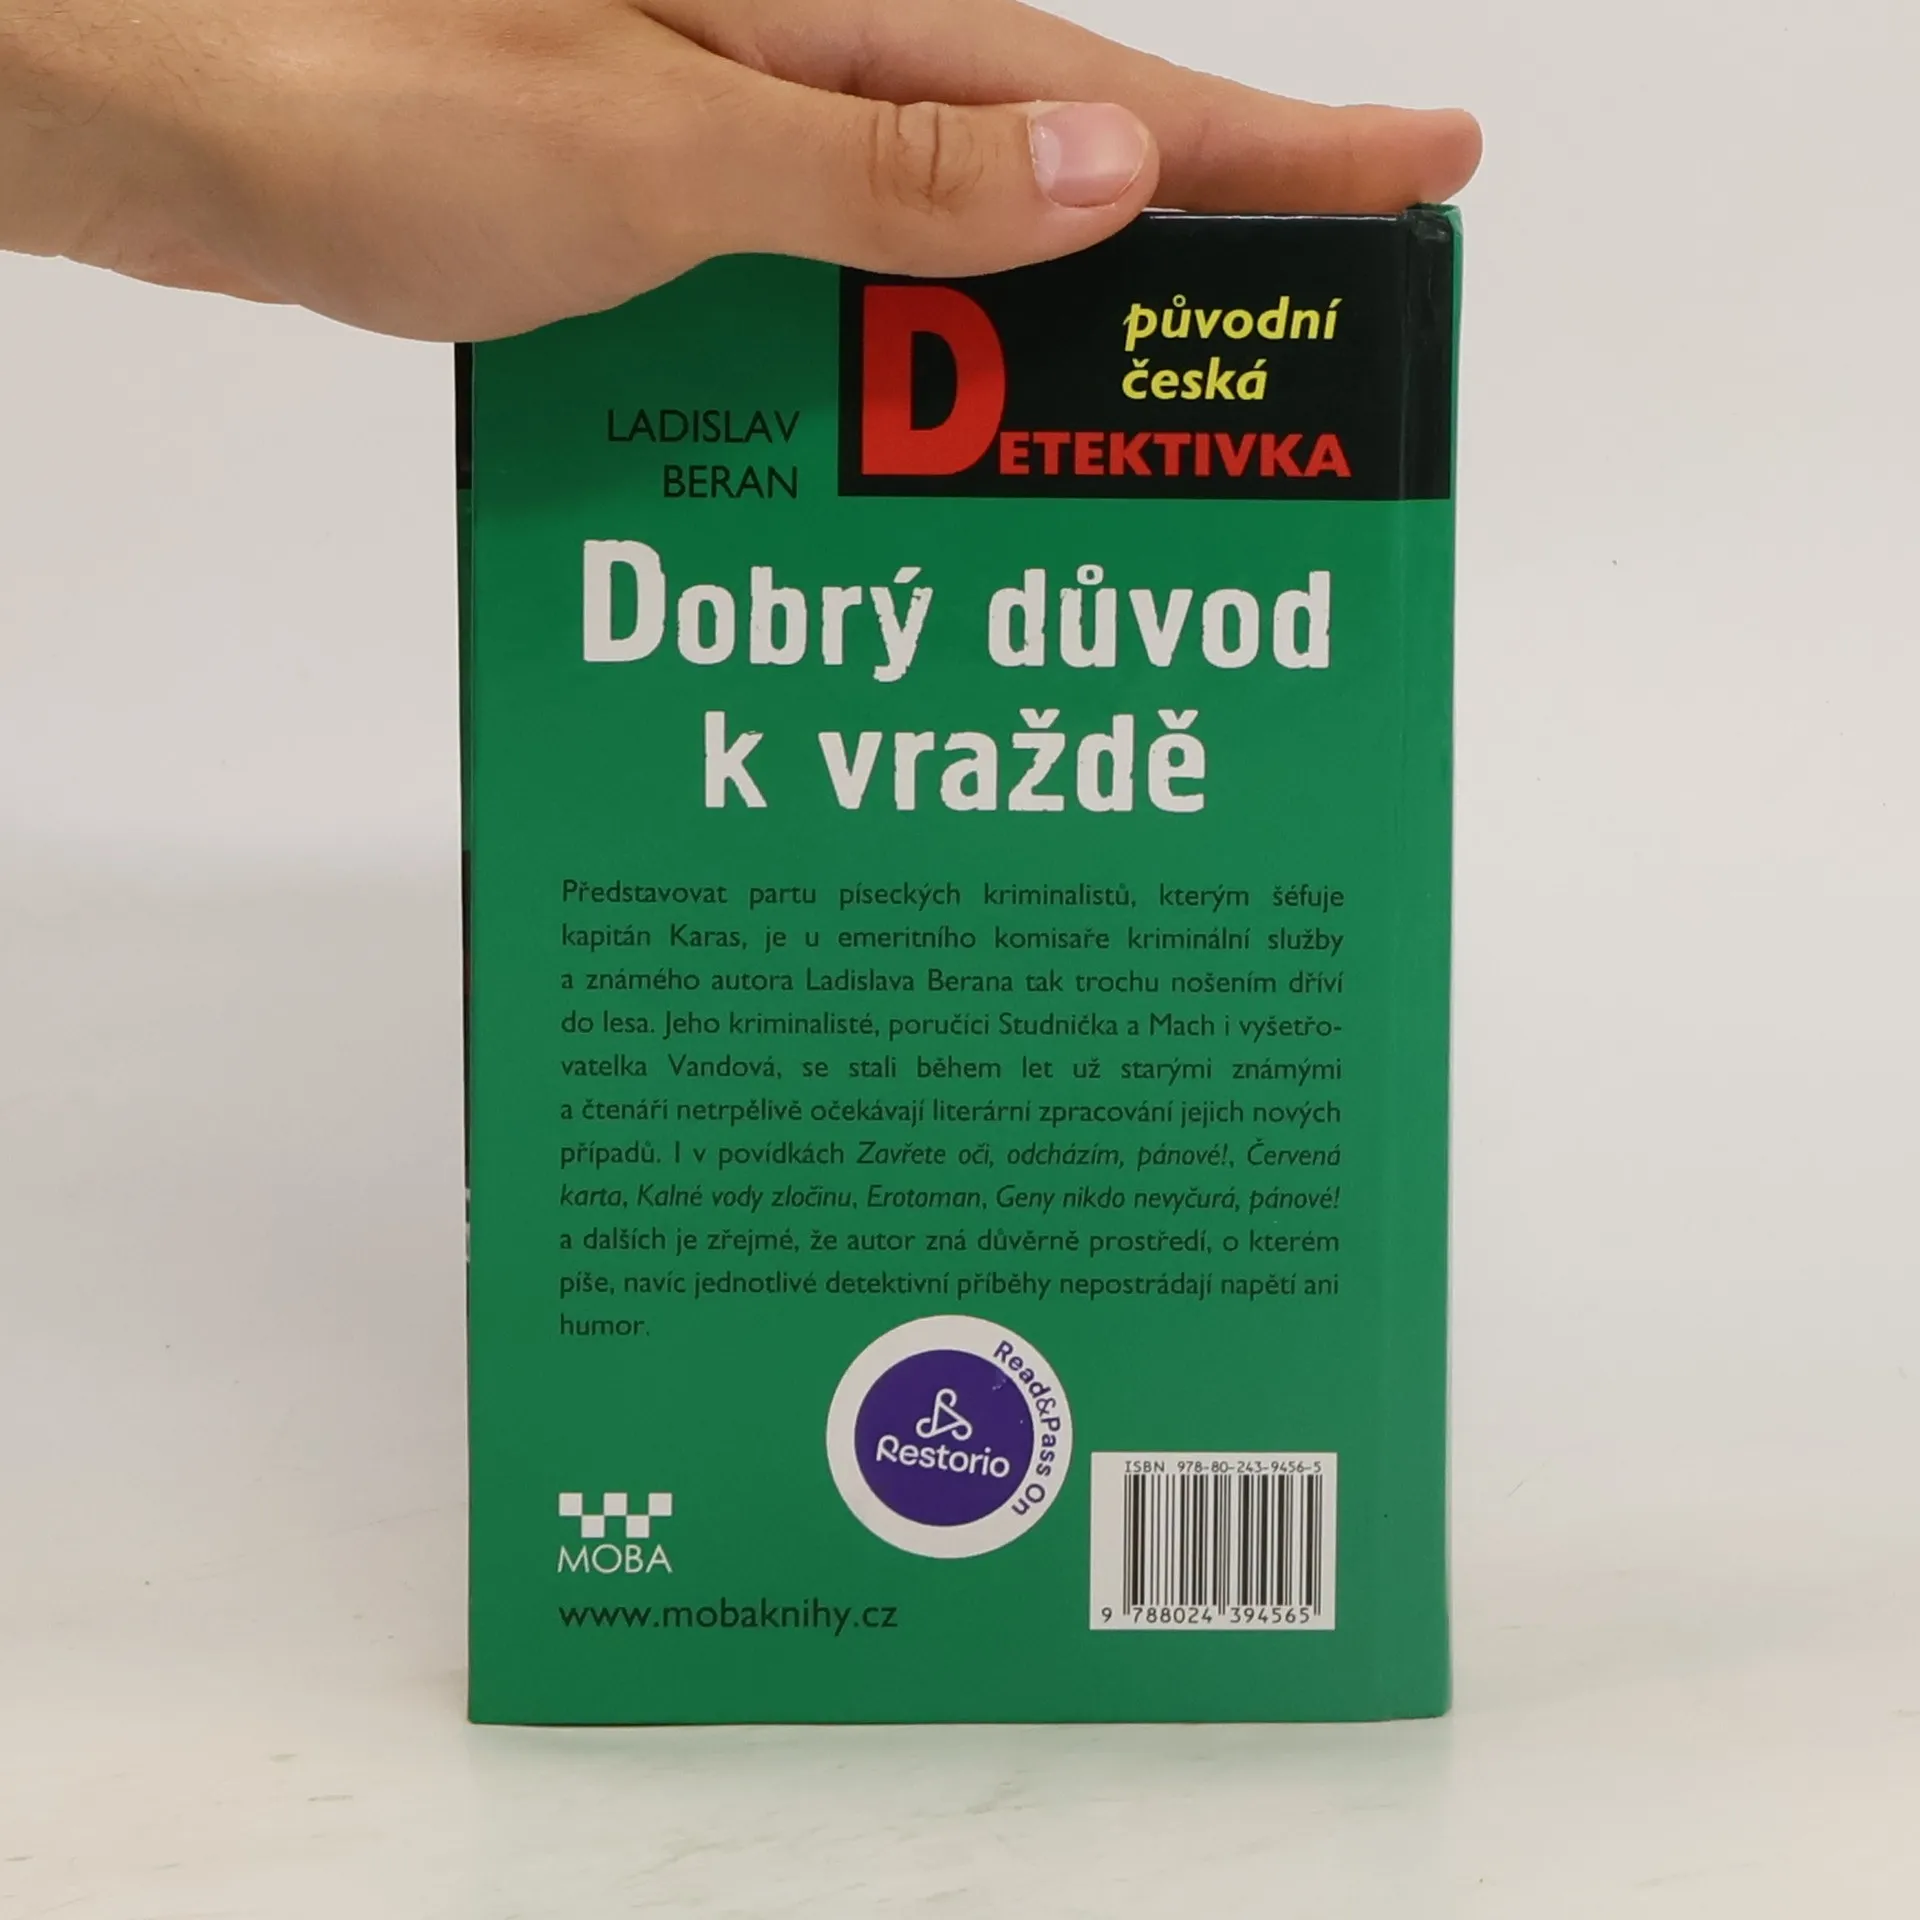 původní
česká
DETEKTIVKA
LADISLAV
BERAN
Dobrý důvod
k vraždě
Představovat partu píseckých kriminalistů, kterým šéfuje
kapitán Karas, je u emeritního komisaře kriminální služby
a známého autora Ladislava Berana tak trochu nošením dříví
do lesa. Jeho kriminalisté, poručíci Studnička a Mach i vyšetřo-
vatelka Vandová, se stali během let už starými známými
a čtenáři netrpělivě očekávají literární zpracování jejich nových
případů. I v povídkách Zavřete oči, odcházím, pánové!, Červená
karta, Kalné vody zločinu, Erotoman, Geny nikdo nevyčurá, pánové!
a dalších je zřejmé, že autor zná důvěrně prostředí, o kterém
píše, navíc jednotlivé detektivní příběhy nepostrádají napětí ani
humor.
Read&Pass On
Restorio
ISBN 978-80-243-9456-5
9 788024 394565
MOBA
www.mobaknihy.cz